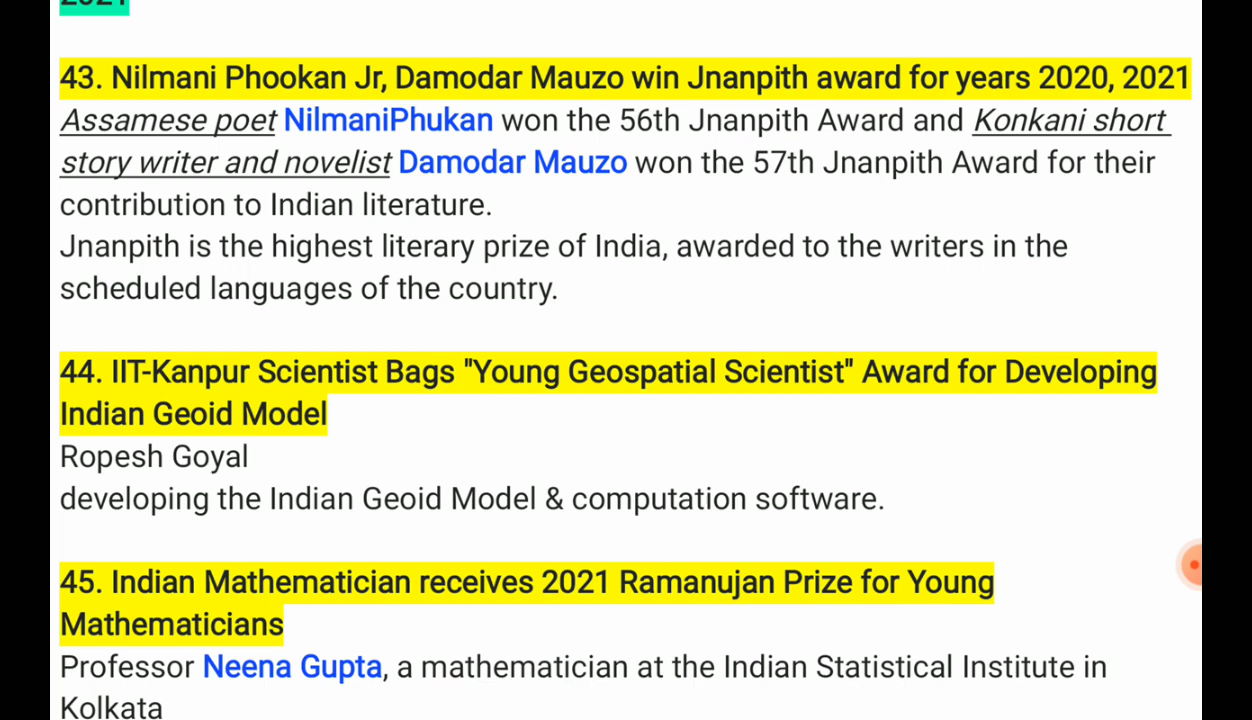 2021
43. Nilmani Phookan Jr, Damodar Mauzo win Jnanpith award for years 2020, 2021
Assamese poet NilmaniPhukan won the 56th Jnanpith Award and Konkani short
story writer and novelist Damodar Mauzo won the 57th Jnanpith Award for their
contribution to Indian literature.
Jnanpith is the highest literary prize of India, awarded to the writers in the
scheduled languages of the country.
44. IIT-Kanpur Scientist Bags "Young Geospatial Scientist" Award for Developing
Indian Geoid Model
Ropesh Goyal
developing the Indian Geoid Model & computation software.
45. Indian Mathematician receives 2021 Ramanujan Prize for Young
Mathematicians
Professor Neena Gupta, a mathematician at the Indian Statistical Institute in
Kolkata